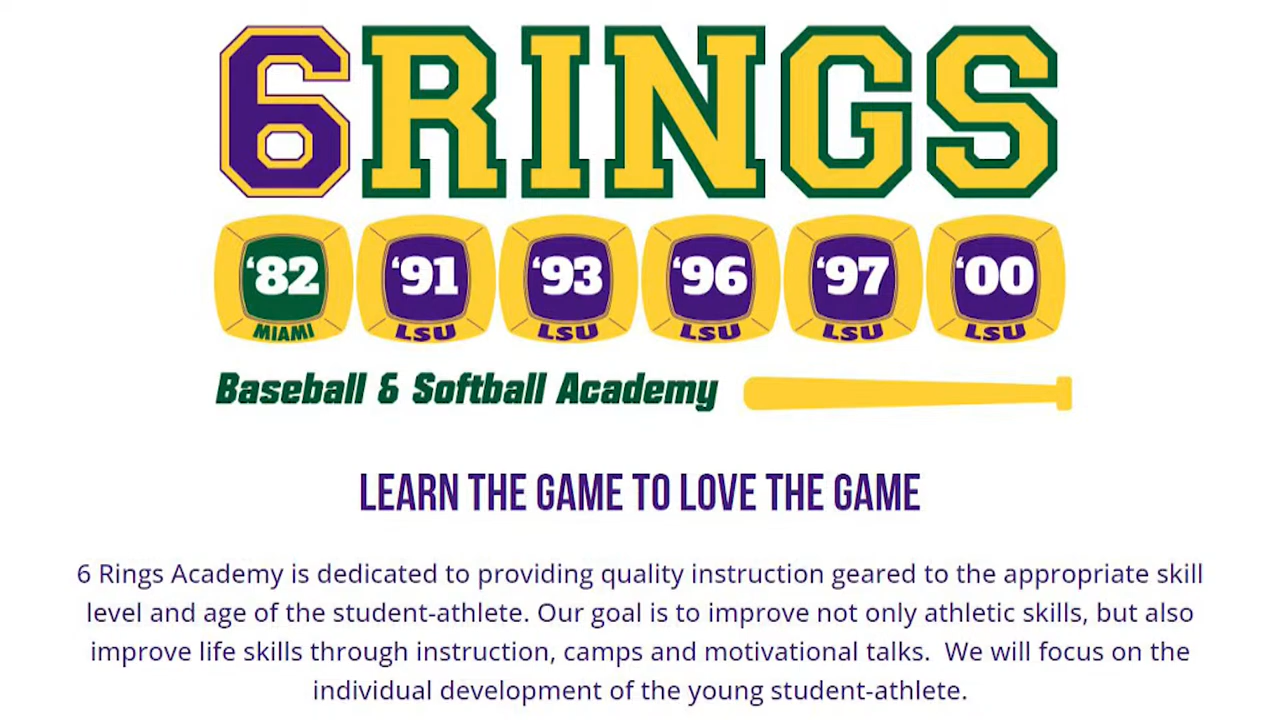 6RINGS
‘82 ‘91 ‘93 ‘96 ‘97 ‘00
MIAMI LSU LSU LSU LSU LSU
Baseball & Softball Academy
LEARN THE GAME TO LOVE THE GAME
6 Rings Academy is dedicated to providing quality instruction geared to the appropriate skill
level and age of the student-athlete. Our goal is to improve not only athletic skills, but also
improve life skills through instruction, camps and motivational talks.  We will focus on the
individual development of the young student-athlete.